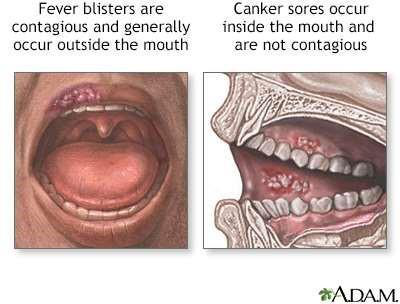 Fever blisters are
contagious and generally
occur outside the mouth
Canker sores occur
inside the mouth and
are not contagious
ADAM.